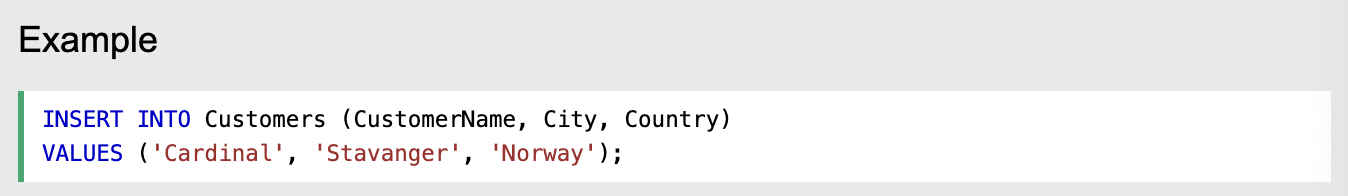 Example
INSERT INTO Customers (CustomerName, City, Country)
VALUES ('Cardinal', 'Stavanger', 'Norway');